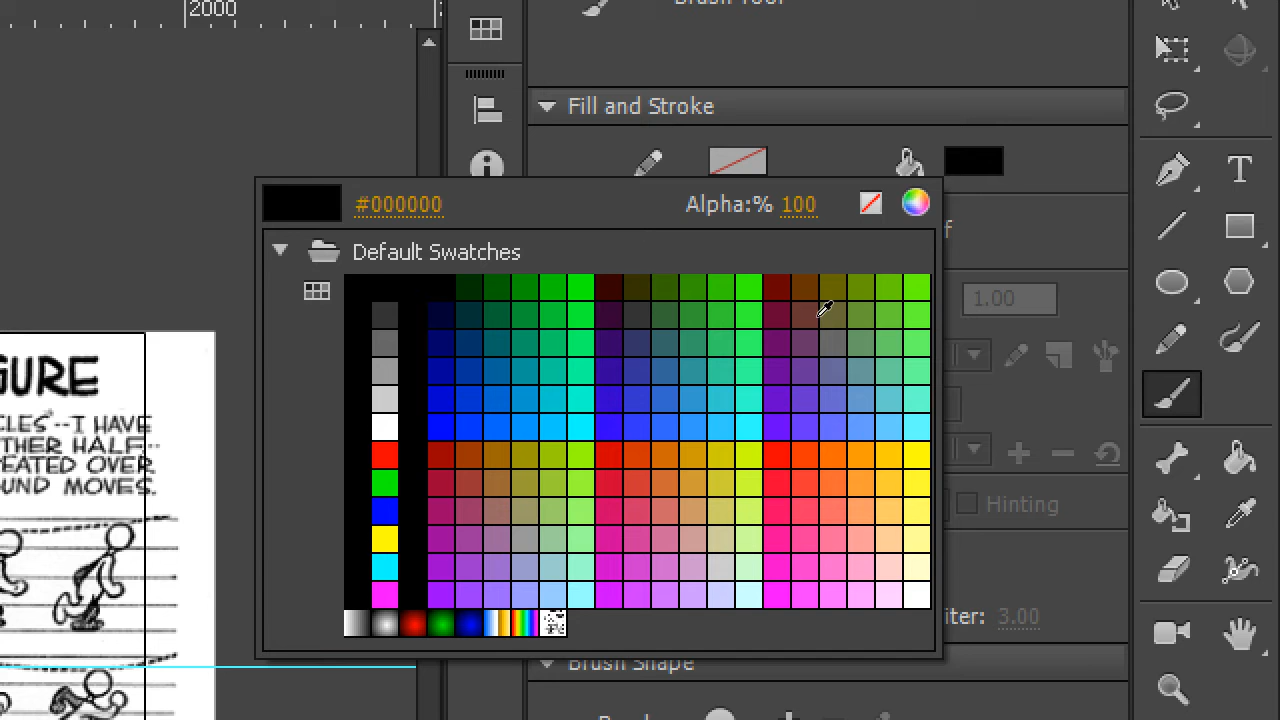 2000
Brush Tool
Fill and Stroke
#000000
Alpha:% 100
Default Swatches
1.00
Hinting
iter: 3.00
Brush Shape
GURE
CLES--I HAVE
THER HALF--
EATED OVER
UND MOVES.